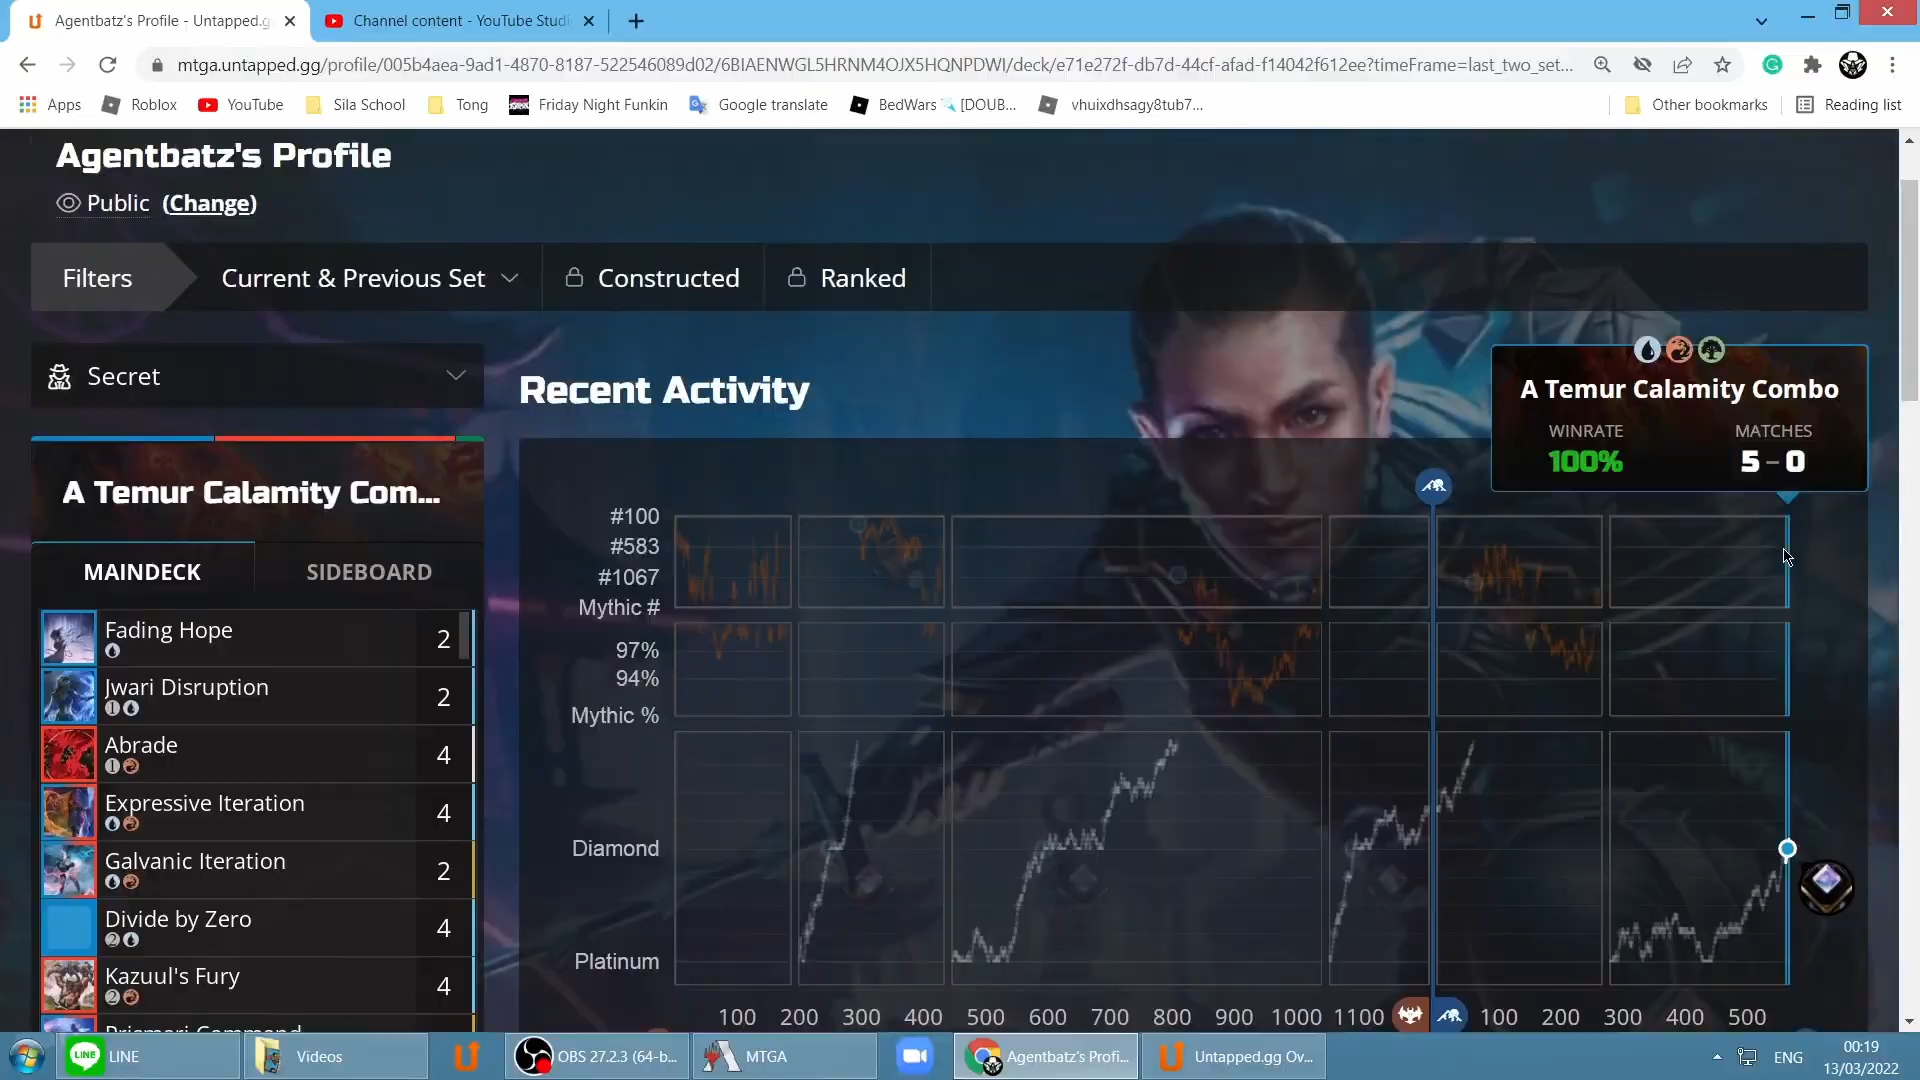 Agentbatz's Profile - Untapped.g
Channel content - YouTube Studi
mtga.untapped.gg/profile/005b4aea-9ad1-4870-8187-522546089d02/6BIAENWGL5HRNM4OJX5HQNPDWI/deck/e71e272f-db7d-44cf-afad-f14042f612ee?timeFrame=last_two_set...
Apps
Roblox
YouTube
Sila School
Tong
Friday Night Funkin
Google translate
BedWars [DOUB...
vhuixdhsagy8tub7...
Other bookmarks
Reading list
Agentbatz's Profile
Public (Change)
Filters
Current & Previous Set
Constructed
Ranked
Secret
Recent Activity
A Temur Calamity Combo
WINRATE
MATCHES
100%
5 – 0
A Temur Calamity Com...
MAINDECK
SIDEBOARD
Fading Hope
2
Jwari Disruption
1
2
Abrade
1
4
Expressive Iteration
4
Galvanic Iteration
2
Divide by Zero
2
4
Kazuul's Fury
2
4
Prismari Command
#100
#583
#1067
Mythic #
97%
94%
Mythic %
Diamond
Platinum
100 200 300 400 500 600 700 800 900 1000 1100 100 200 300 400 500
LINE
LINE
Videos
OBS 27.2.3 (64-b...
MTGA
Agentbatz's Profi...
Untapped.gg Ov...
ENG
00:19
13/03/2022